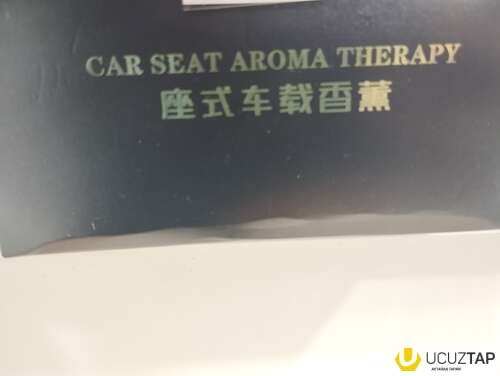 CAR SEAT AROMA THERAPY
座式车载香薰
UCUZTAP